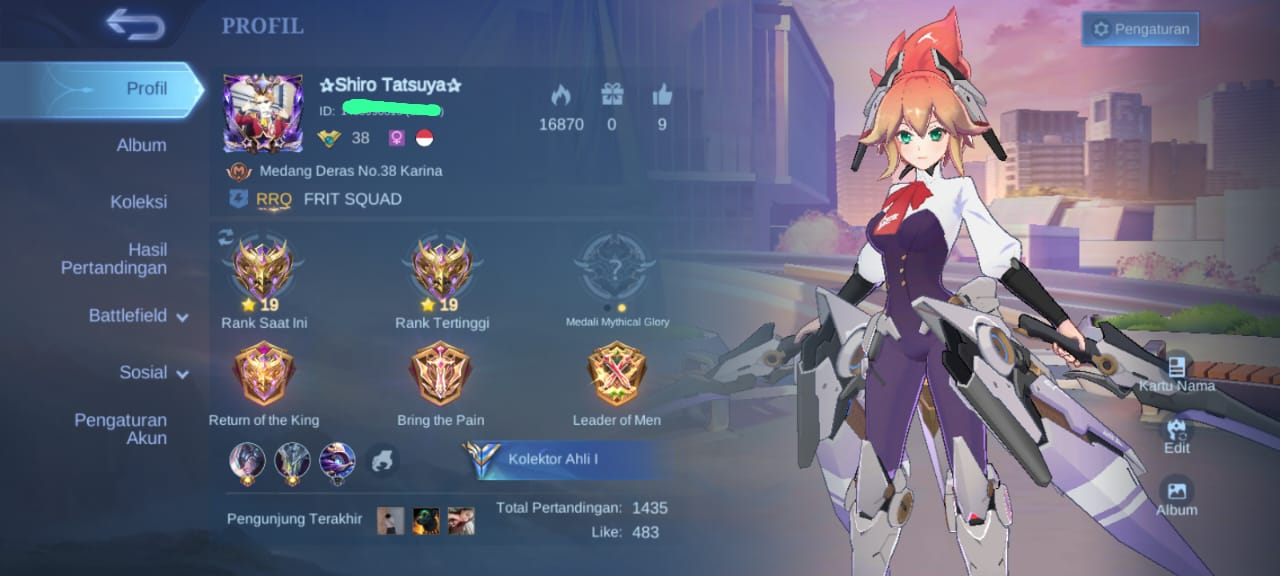 PROFIL
Pengaturan
Profil
Album
Koleksi
Hasil
Pertandingan
Battlefield
Sosial
Pengaturan
Akun
☆Shiro Tatsuya☆
ID:
38
16870
0
9
Medang Deras No.38 Karina
RRQ FRIT SQUAD
19
Rank Saat Ini
19
Rank Tertinggi
?
Medali Mythical Glory
Return of the King
Bring the Pain
Leader of Men
Kolektor Ahli I
Pengunjung Terakhir
Total Pertandingan: 1435
Like: 483
Kartu Nama
Edit
Album